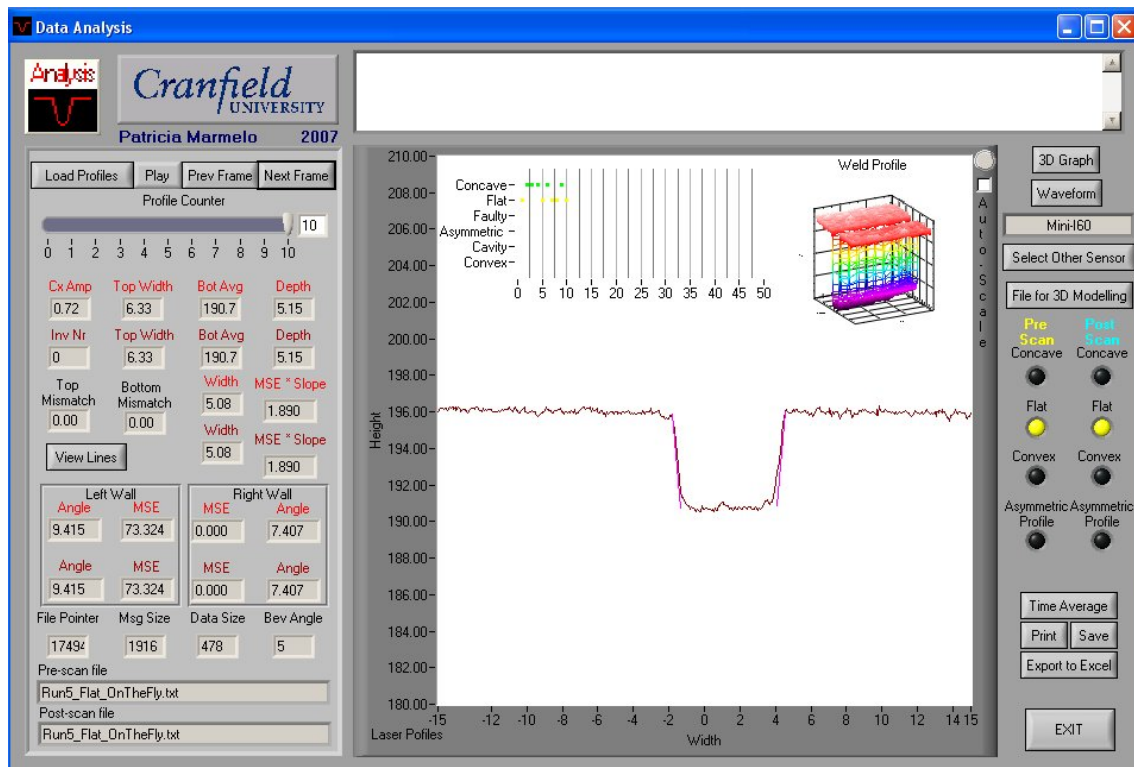 Data Analysis
Analysis
Cranfield
UNIVERSITY
Patricia Marmelo 2007
Load Profiles Play Prev Frame Next Frame
Profile Counter
10
0 1 2 3 4 5 6 7 8 9 10
Cx Amp Top Width Bot Avg Depth
0.72 6.33 190.7 5.15
Inv Nr Top Width Bot Avg Depth
0 6.33 190.7 5.15
Top Mismatch Bottom Mismatch Width MSE * Slope
0.00 0.00 5.08 1.890
Width MSE * Slope
5.08 1.890
View Lines
Left Wall Right Wall
Angle MSE MSE Angle
9.415 73.324 0.000 7.407
Angle MSE MSE Angle
9.415 73.324 0.000 7.407
File Pointer Msg Size Data Size Bev Angle
1916 478 5
Pre-scan file
Run5_Flat_OnTheFly.txt
Post-scan file
Run5_Flat_OnTheFly.txt
210.00
208.00
206.00
204.00
202.00
200.00
198.00
196.00
194.00
192.00
190.00
188.00
186.00
184.00
182.00
180.00
Height
-15 -12 -10 -8 -6 -4 -2 0 2 4 6 8 10 12 14 15
Laser Pofiles
Width
Concave
Flat
Faulty
Asymmetric
Cavity
Convex
0 5 10 15 20 25 30 35 40 45 50
Weld Profile
Auto-Scale
3D Graph
Waveform
Mini-I60
Select Other Sensor
File for 3D Modelling
Pre Scan Post Scan
Concave Concave
Flat Flat
Convex Convex
Asymmetric Profile Asymmetric Profile
Time Average
Print Save
Export to Excel
EXIT